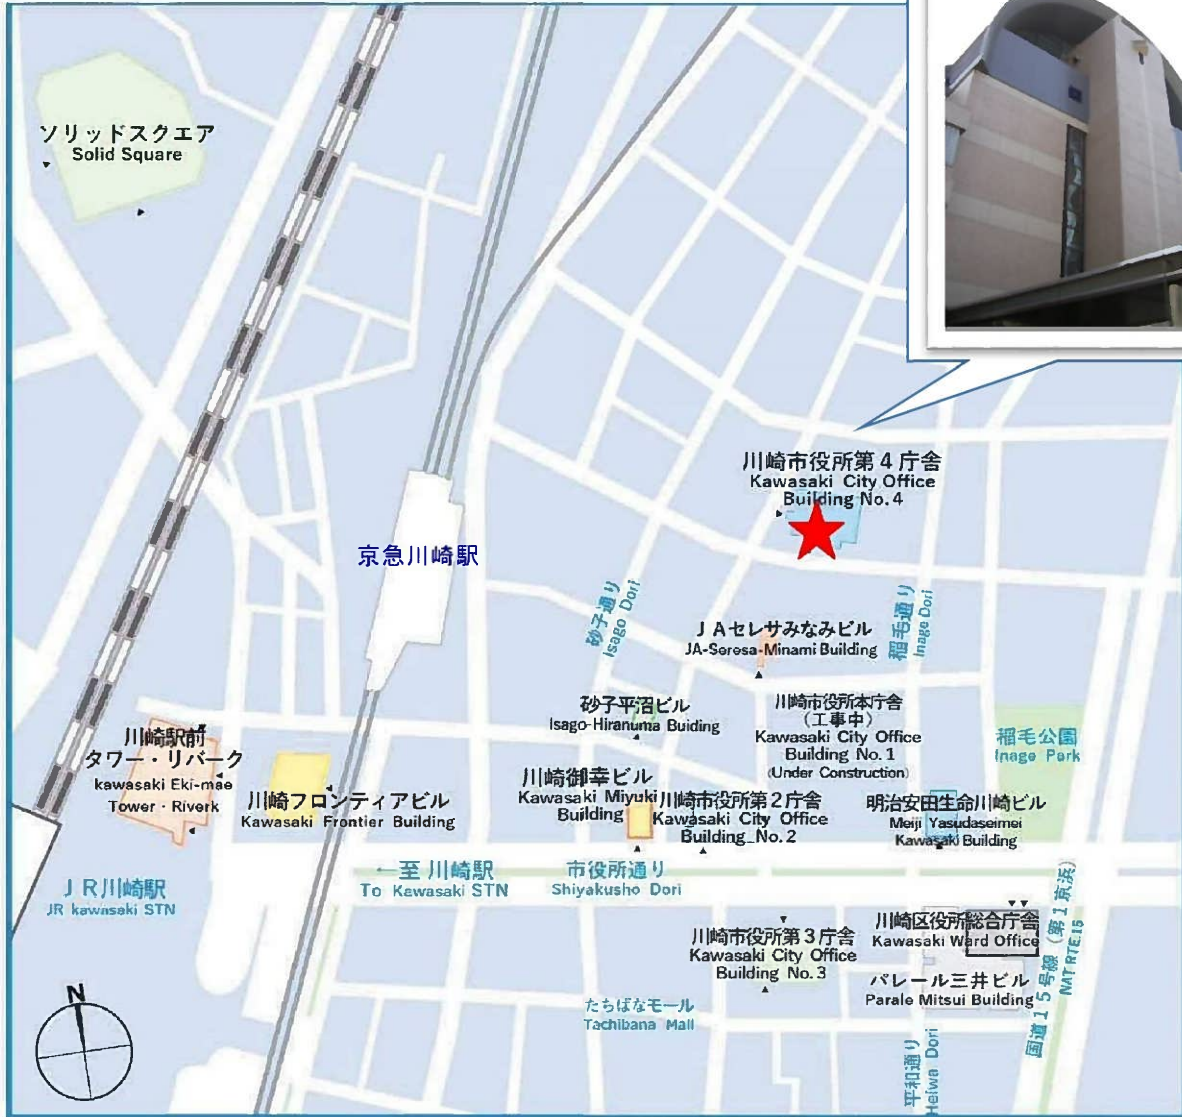 ソリッドスクエア
Solid Square
川崎市役所第4庁舎
Kawasaki City Office
Building No.4
京急川崎駅
砂子通り
Isago Dori
稲毛通り
Inage Dori
JAセレサみなみビル
JA-Seresa-Minami Building
砂子平沼ビル
Isago-Hiranuma Buiding
川崎市役所本庁舎
(工事中)
Kawasaki City Office
Building No.1
(Under Construction)
稲毛公園
Inage Park
川崎駅前
タワー・リバーク
kawasaki Eki-mae
Tower・Riverk
川崎フロンティアビル
Kawasaki Frontier Building
川崎御幸ビル
Kawasaki Miyuki
Building
川崎市役所第2庁舎
Kawasaki City Office
Building No.2
明治安田生命川崎ビル
Meiji Yasudaseimei
Kawasaki Building
JR川崎駅
JR kawasaki STN
←至 川崎駅
To Kawasaki STN
市役所通り
Shiyakusho Dori
川崎市役所第3庁舎
Kawasaki City Office
Building No.3
川崎区役所総合庁舎
Kawasaki Ward Office
パレール三井ビル
Parale Mitsui Building
国道15号線(第1京浜)
NAT RTE.15
たちばなモール
Tachibana Mall
平和通り
Heiwa Dori
N